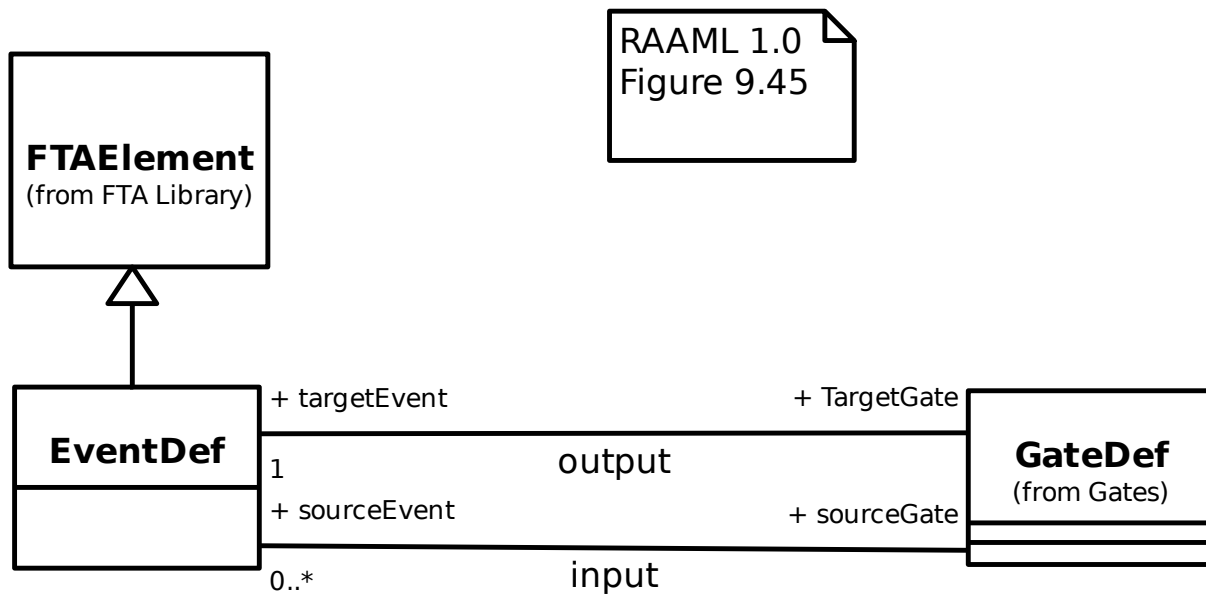 RAAML 1.0
Figure 9.45
FTAElement
(from FTA Library)
+ targetEvent
+ TargetGate
EventDef
output
GateDef
(from Gates)
1
+ sourceEvent
+ sourceGate
0..*
input